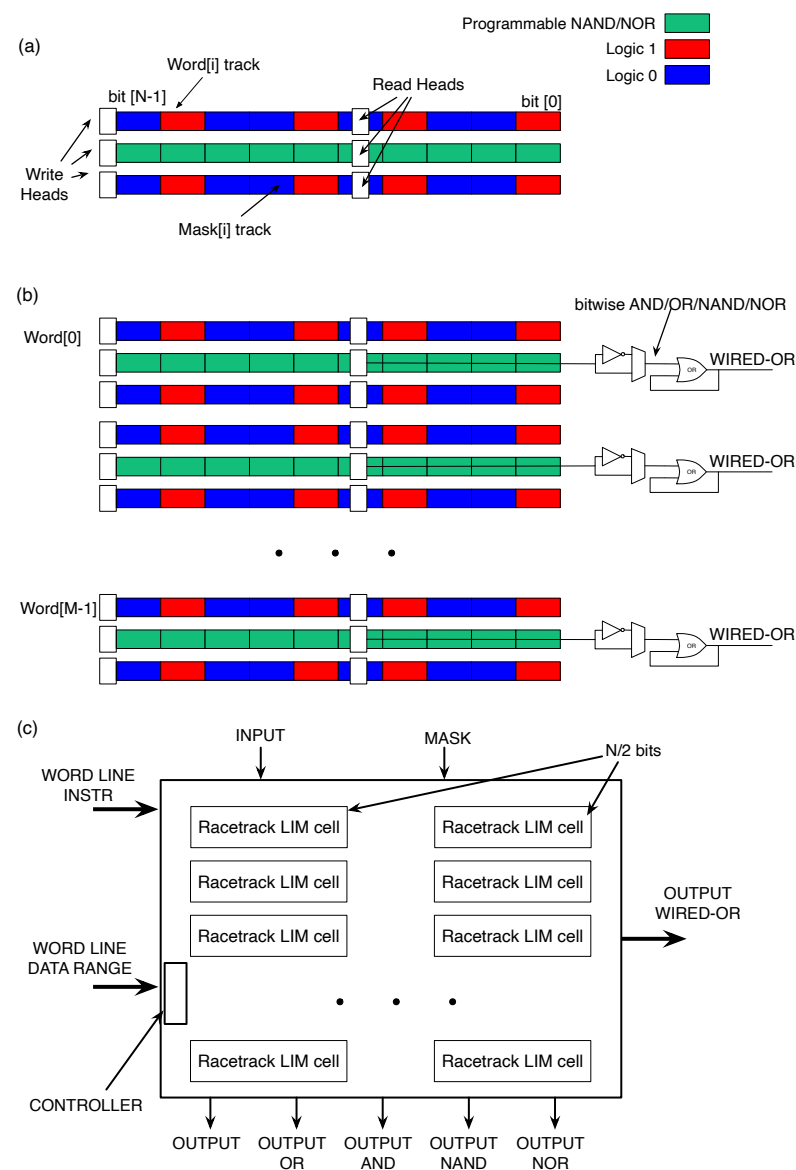 Programmable NAND/NOR
Logic 1
Logic 0
(a)
Word[i] track
bit [N-1]
Read Heads
bit [0]
Write
Heads
Mask[i] track
(b)
bitwise AND/OR/NAND/NOR
Word[0]
OR
WIRED-OR
OR
WIRED-OR
Word[M-1]
OR
WIRED-OR
(c)
INPUT
MASK
N/2 bits
WORD LINE
INSTR
Racetrack LIM cell
Racetrack LIM cell
Racetrack LIM cell
Racetrack LIM cell
Racetrack LIM cell
Racetrack LIM cell
OUTPUT
WIRED-OR
WORD LINE
DATA RANGE
Racetrack LIM cell
Racetrack LIM cell
CONTROLLER
OUTPUT
OUTPUT
OR
OUTPUT
AND
OUTPUT
NAND
OUTPUT
NOR